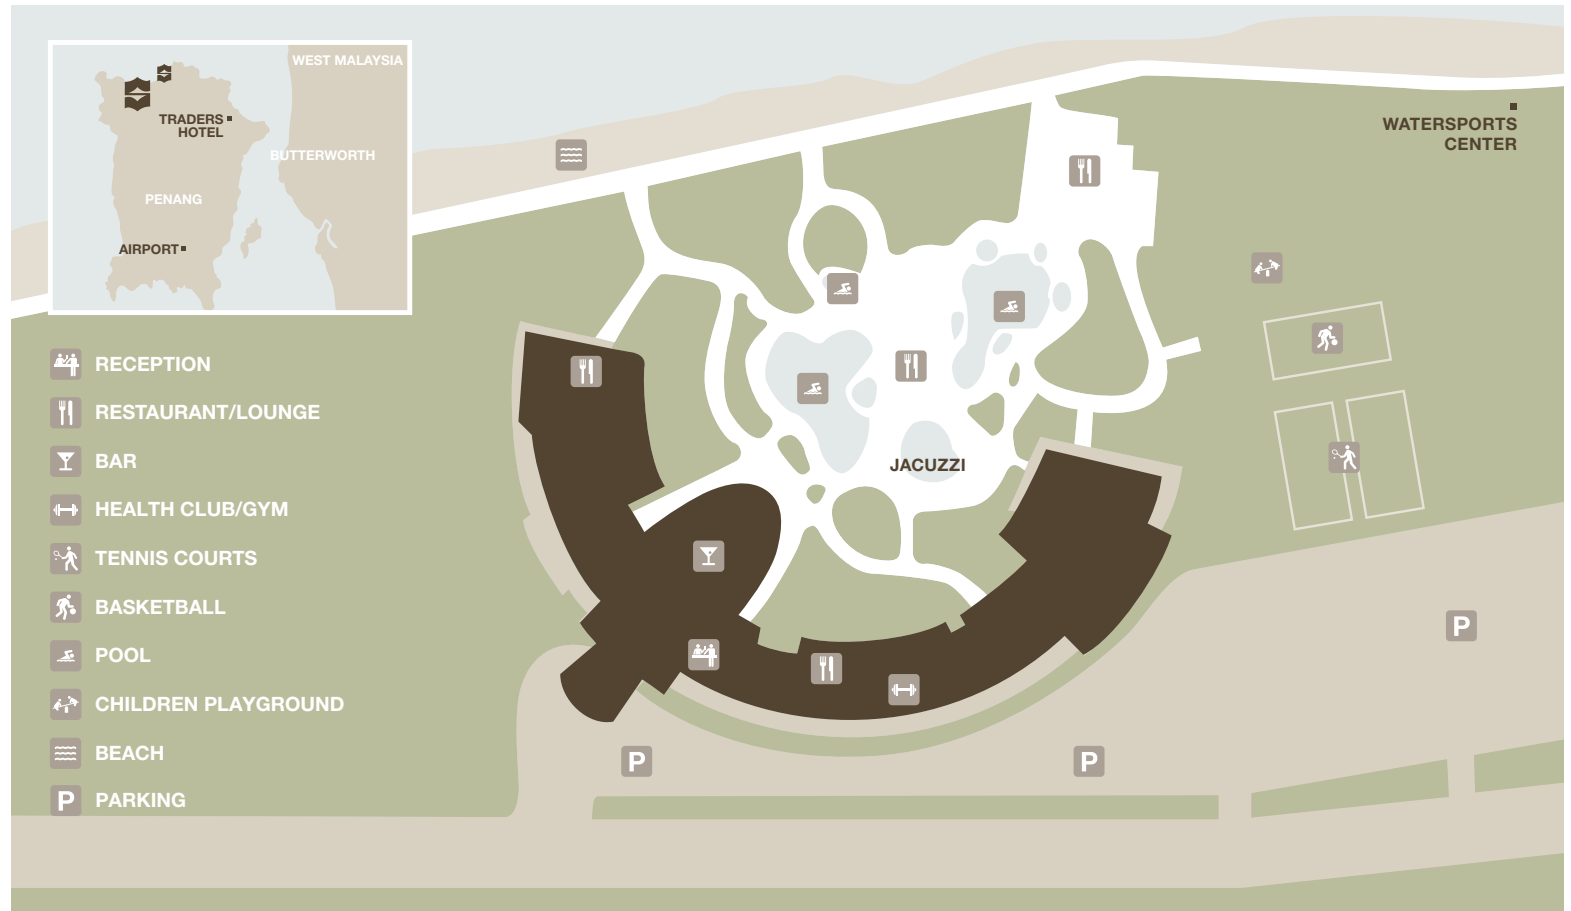 WEST MALAYSIA
TRADERS
HOTEL
BUTTERWORTH
PENANG
AIRPORT
WATERSPORTS
CENTER
JACUZZI
RECEPTION
RESTAURANT/LOUNGE
BAR
HEALTH CLUB/GYM
TENNIS COURTS
BASKETBALL
POOL
CHILDREN PLAYGROUND
BEACH
P PARKING
P
P
P